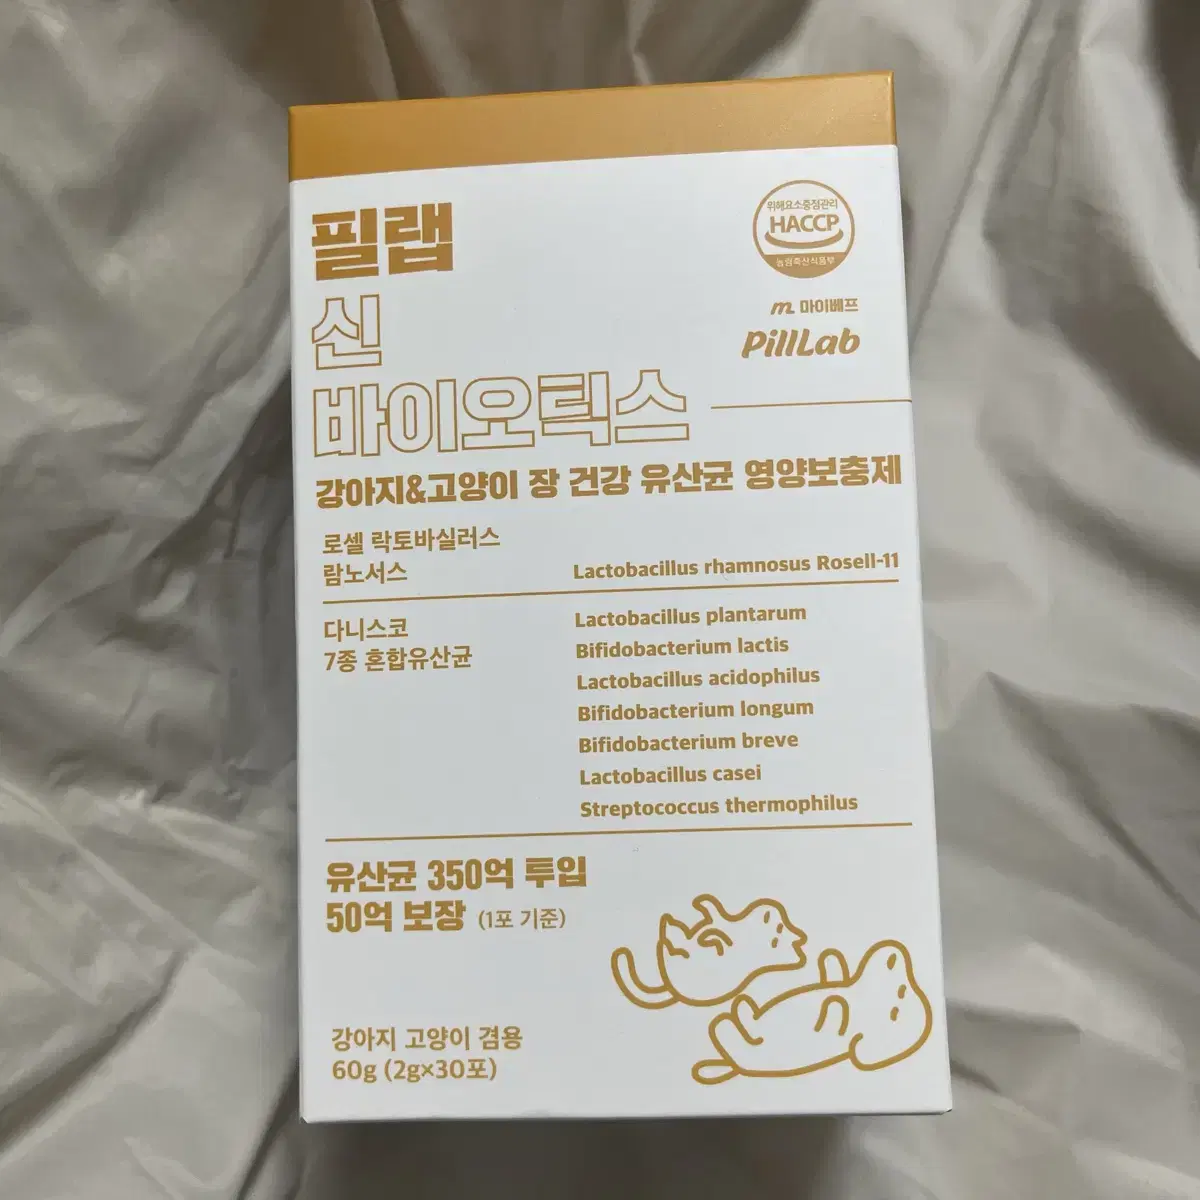 필랩
신
바이오틱스
위해요소중점관리
HACCP
농림축산식품부
m 마이베프
PillLab
강아지&고양이 장 건강 유산균 영양보충제
로셀 락토바실러스
람노서스
Lactobacillus rhamnosus Rosell-11
다니스코
7종 혼합유산균
Lactobacillus plantarum
Bifidobacterium lactis
Lactobacillus acidophilus
Bifidobacterium longum
Bifidobacterium breve
Lactobacillus casei
Streptococcus thermophilus
유산균 350억 투입
50억 보장 (1포 기준)
강아지 고양이 겸용
60g (2g×30포)